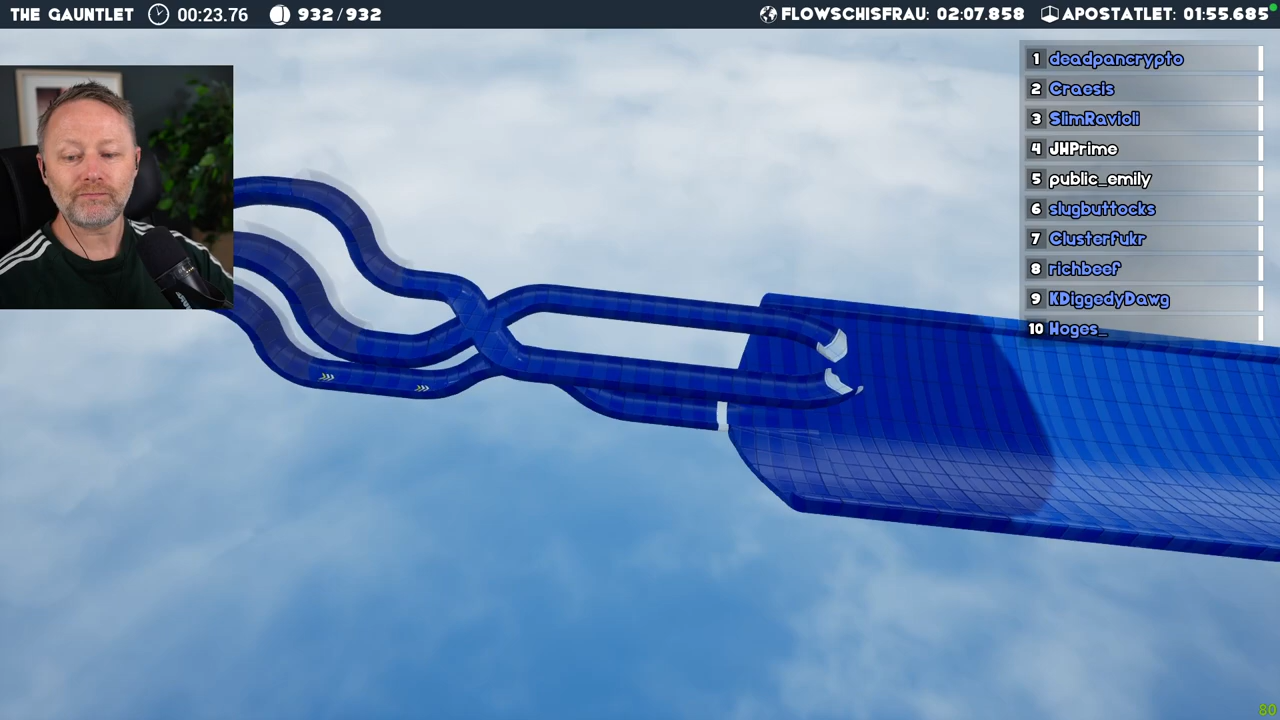 THE GAUNTLET 00:23.76 932/932 FLOWSCHISFRAU: 02:07.858 APOSTATLET: 01:55.685
1 deadpancrypto
2 Craesis
3 SlimRavioli
4 JHPrime
5 public_emily
6 slugbuttocks
7 Clusterfukr
8 richbeef
9 KDiggedyDawg
10 Hoges_
80